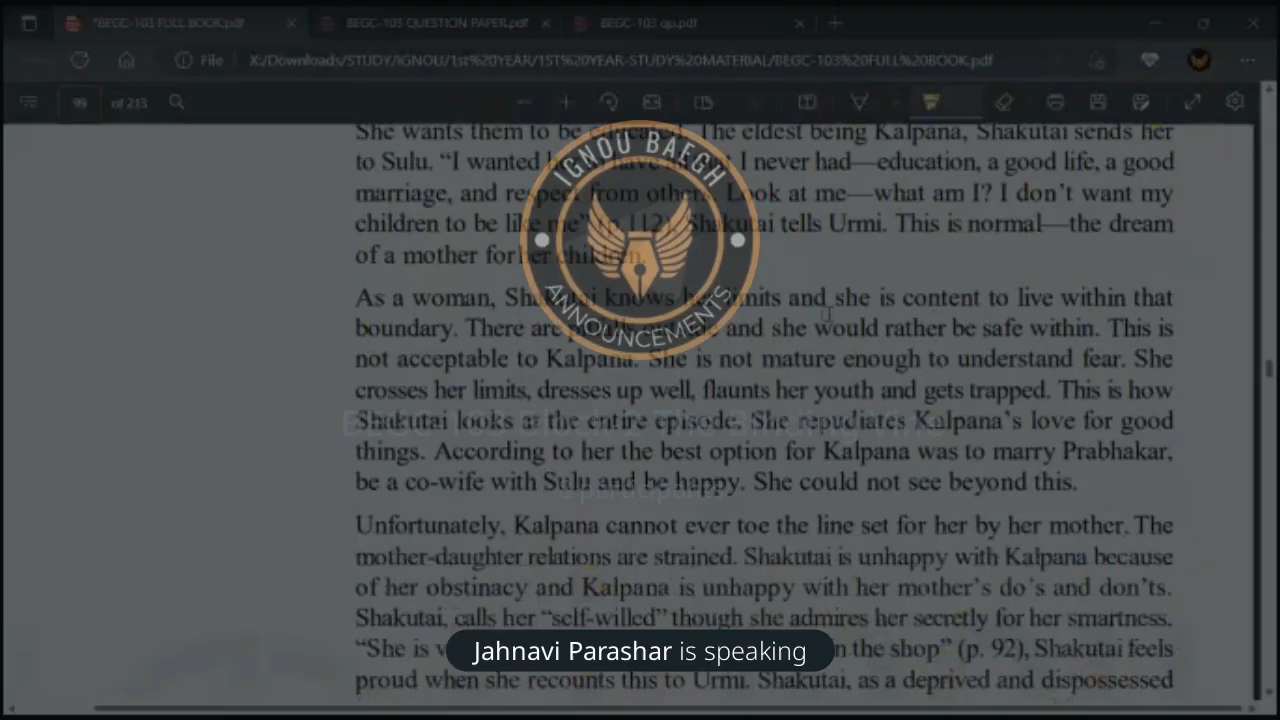 *BEGC-103 FULL BOOK.pdf
BEGC-103 QUESTION PAPER.pdf
BEGC-103 qp.pdf
File
X:/Downloads/STUDY/IGNOU/1st%20YEAR/1ST%20YEAR-STUDY%20MATERIAL/BEGC-103%20FULL%20BOOK.pdf
99
of 213
She wants them to be educated. The eldest being Kalpana, Shakutai sends her
to Sulu. “I wanted her to have all that I never had—education, a good life, a good
marriage, and respect from others. Look at me—what am I? I don’t want my
children to be like me” (p.112), Shakutai tells Urmi. This is normal—the dream
of a mother for her children.
As a woman, Shakutai knows her limits and she is content to live within that
boundary. There are and she would rather be safe within. This is
not acceptable to Kalpana. She is not mature enough to understand fear. She
crosses her limits, dresses up well, flaunts her youth and gets trapped. This is how
Shakutai looks at the entire episode. She repudiates Kalpana’s love for good
things. According to her the best option for Kalpana was to marry Prabhakar,
be a co-wife with Sulu and be happy. She could not see beyond this.
Unfortunately, Kalpana cannot ever toe the line set for her by her mother. The
mother-daughter relations are strained. Shakutai is unhappy with Kalpana because
of her obstinacy and Kalpana is unhappy with her mother’s do’s and don’ts.
Shakutai, calls her “self-willed” though she admires her secretly for her smartness.
“She is n the shop” (p. 92), Shakutai feels
proud when she recounts this to Urmi. Shakutai, as a deprived and dispossessed
IGNOU BAEGH
ANNOUNCEMENTS
BEGC 103 Block 3 The Binding Vine
participants
Jahnavi Parashar is speaking